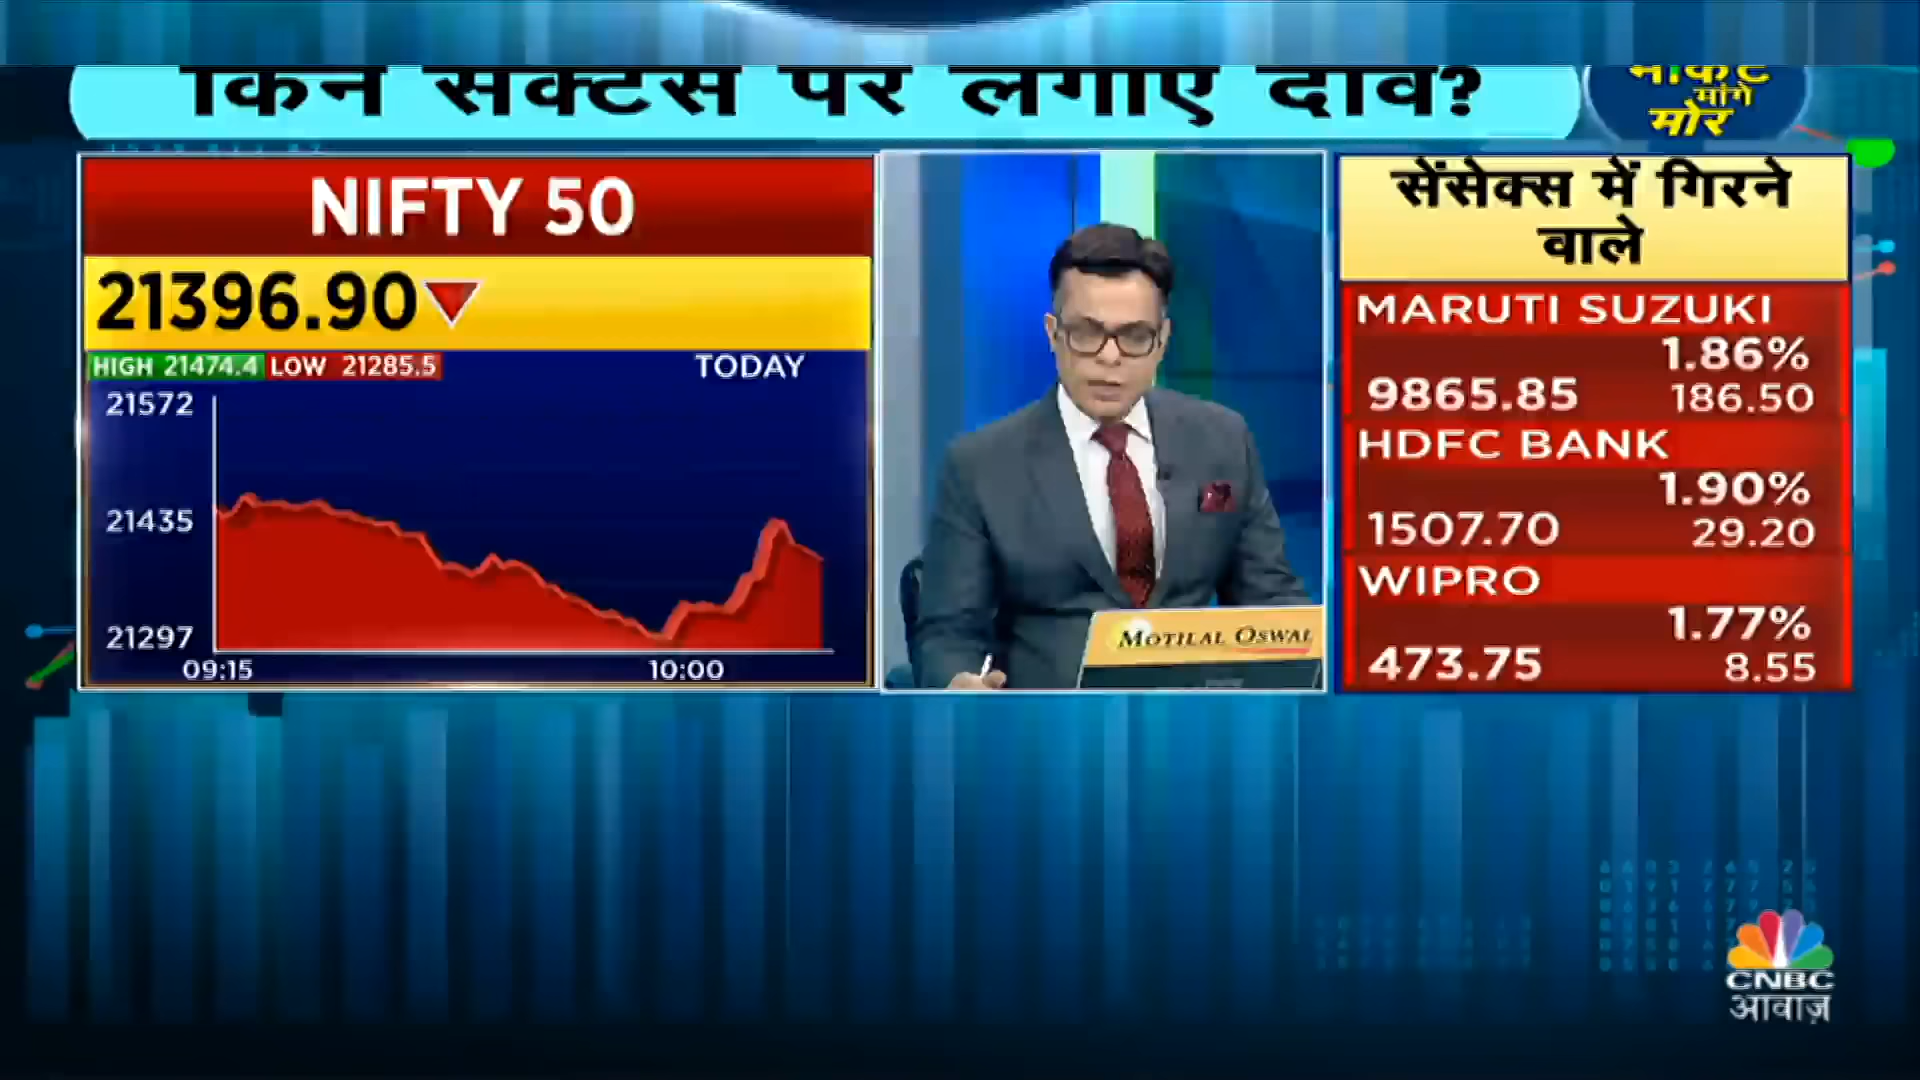 किन सेक्टर्स पर लगाएं दांव?
मार्केट
मांगे
मोर
NIFTY 50
21396.90
HIGH 21474.4 LOW 21285.5
TODAY
21572
21435
21297
09:15 10:00
MOTILAL OSWAL
सेंसेक्स में गिरने
वाले
MARUTI SUZUKI
1.86%
9865.85 186.50
HDFC BANK
1.90%
1507.70 29.20
WIPRO
1.77%
473.75 8.55
CNBC
आवाज़